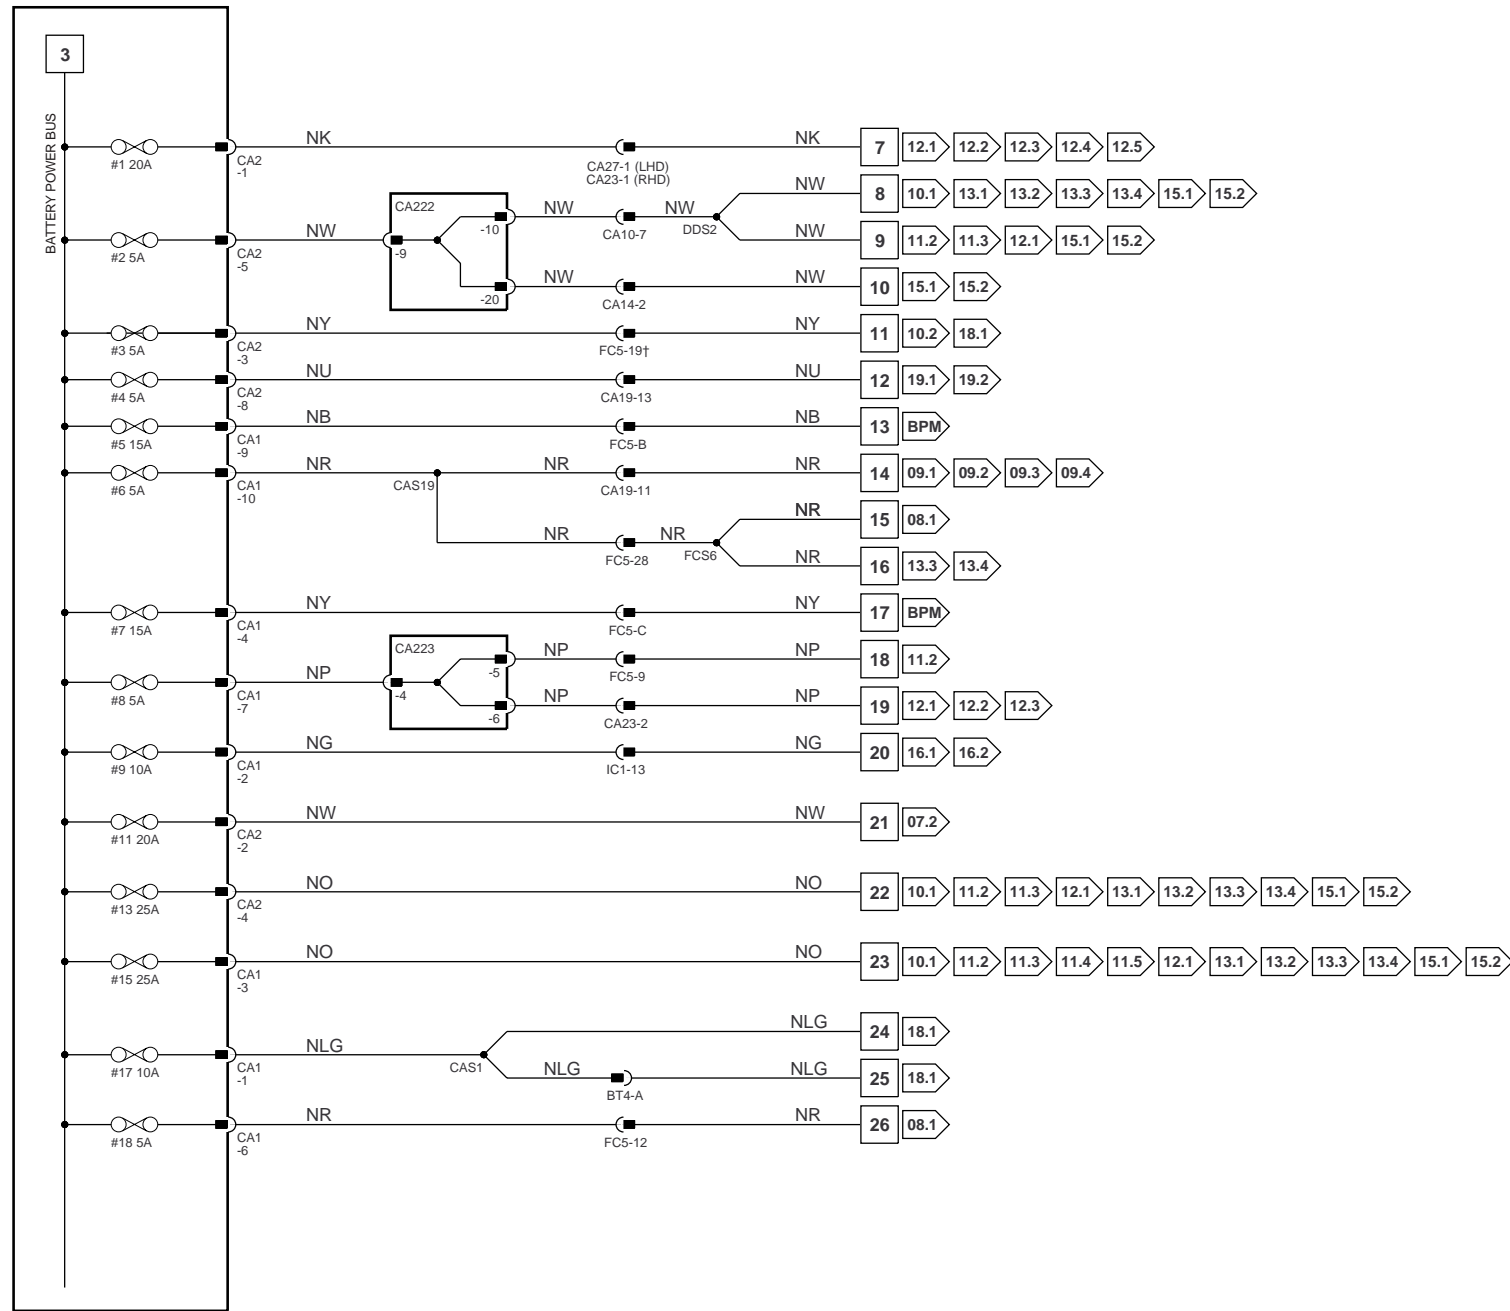 3
BATTERY POWER BUS
#1 20A
CA2
-1
NK
CA27-1 (LHD)
CA23-1 (RHD)
NK
7 12.1 12.2 12.3 12.4 12.5
#2 5A
CA2
-5
NW
CA222
-9
-10
-20
NW
CA10-7
NW
DDS2
NW
8 10.1 13.1 13.2 13.3 13.4 15.1 15.2
NW
9 11.2 11.3 12.1 15.1 15.2
NW
CA14-2
NW
10 15.1 15.2
#3 5A
CA2
-3
NY
FC5-19†
NY
11 10.2 18.1
#4 5A
CA2
-8
NU
CA19-13
NU
12 19.1 19.2
#5 15A
CA1
-9
NB
FC5-B
NB
13 BPM
#6 5A
CA1
-10
NR
CAS19
NR
CA19-11
NR
14 09.1 09.2 09.3 09.4
NR
FC5-28
NR
FCS6
NR
15 08.1
NR
16 13.3 13.4
#7 15A
CA1
-4
NY
FC5-C
NY
17 BPM
#8 5A
CA1
-7
NP
CA223
-4
-5
-6
NP
FC5-9
NP
18 11.2
NP
CA23-2
NP
19 12.1 12.2 12.3
#9 10A
CA1
-2
NG
IC1-13
NG
20 16.1 16.2
#11 20A
CA2
-2
NW
NW
21 07.2
#13 25A
CA2
-4
NO
NO
22 10.1 11.2 11.3 12.1 13.1 13.2 13.3 13.4 15.1 15.2
#15 25A
CA1
-3
NO
NO
23 10.1 11.2 11.3 11.4 11.5 12.1 13.1 13.2 13.3 13.4 15.1 15.2
#17 10A
CA1
-1
NLG
CAS1
NLG
24 18.1
NLG
BT4-A
NLG
25 18.1
#18 5A
CA1
-6
NR
FC5-12
NR
26 08.1